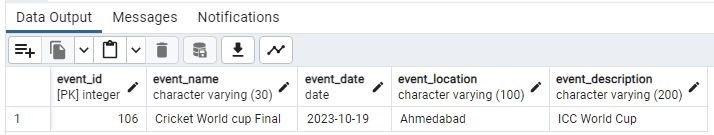 Data Output Messages Notifications
event_id event_name event_date event_location event_description
[PK] integer character varying (30) date character varying (100) character varying (200)
1 106 Cricket World cup Final 2023-10-19 Ahmedabad ICC World Cup